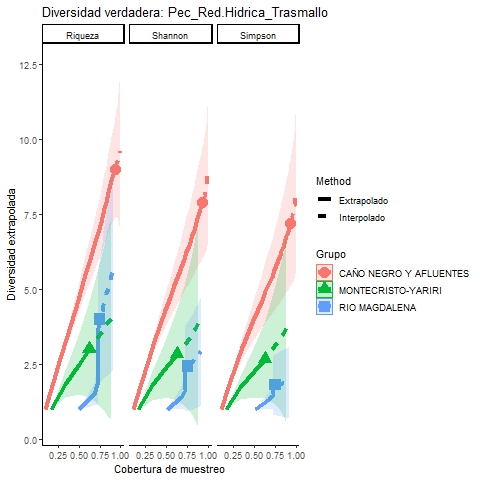 Diversidad verdadera: Pec_Red.Hidrica_Trasmallo
Riqueza Shannon Simpson
12.5
10.0
7.5
5.0
2.5
0.0
Diversidad extrapolada
0.25 0.50 0.75 1.00 0.25 0.50 0.75 1.00 0.25 0.50 0.75 1.00
Cobertura de muestreo
Method
Extrapolado
Interpolado
Grupo
CAÑO NEGRO Y AFLUENTES
MONTECRISTO-YARIRI
RIO MAGDALENA